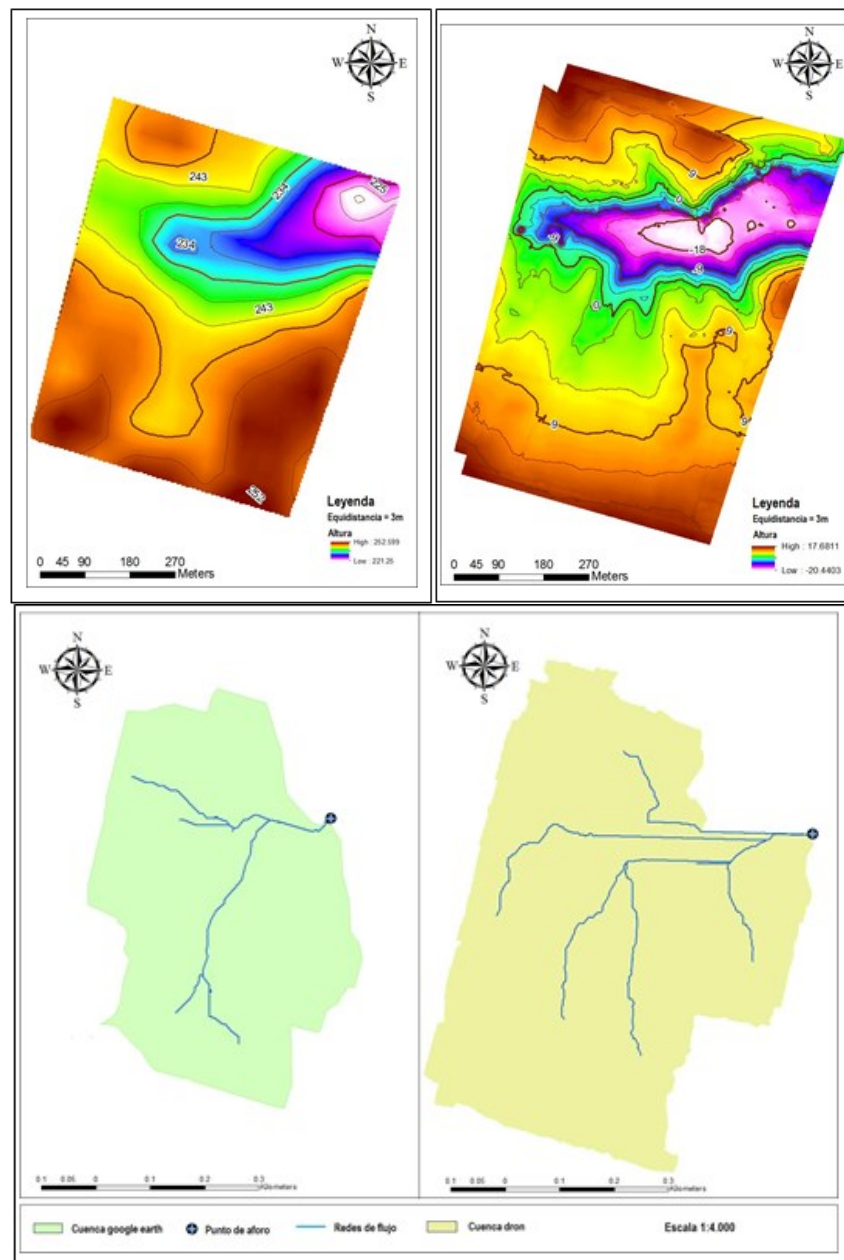 N
W E
S
243
234
225
234
243
252
Leyenda
Equidistancia = 3m
Altura
High : 252.599
Low : 221.25
0 45 90 180 270
Meters
N
W E
S
9
0
-9
-18
-9
0
9
9
9
Leyenda
Equidistancia = 3m
Altura
High : 17.6811
Low : -20.4403
0 45 90 180 270
Meters
N
W E
S
0.1 0.05 0 0.1 0.2 0.3
Kilometers
N
W E
S
0.1 0.05 0 0.1 0.2 0.3
Kilometers
Cuenca google earth Punto de aforo Redes de flujo Cuenca dron Escala 1:4.000